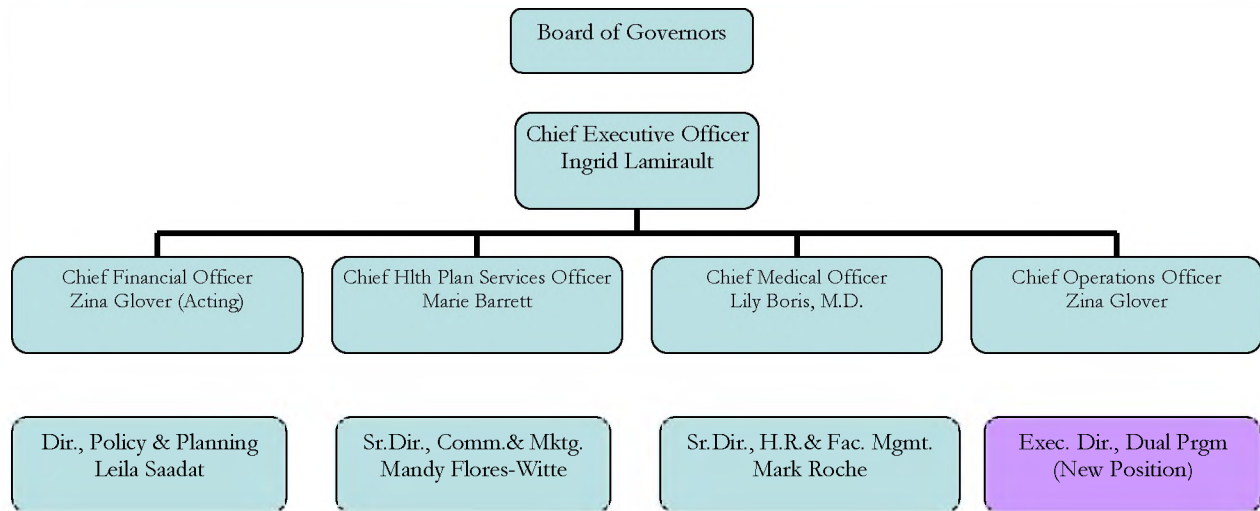 Board of Governors
Chief Executive Officer
Ingrid Lamirault
Chief Financial Officer
Zina Glover (Acting)
Chief Hlth Plan Services Officer
Marie Barrett
Chief Medical Officer
Lily Boris, M.D.
Chief Operations Officer
Zina Glover
Dir., Policy & Planning
Leila Saadat
Sr.Dir., Comm.& Mktg.
Mandy Flores-Witte
Sr.Dir., H.R.& Fac. Mgmt.
Mark Roche
Exec. Dir., Dual Prgm
(New Position)